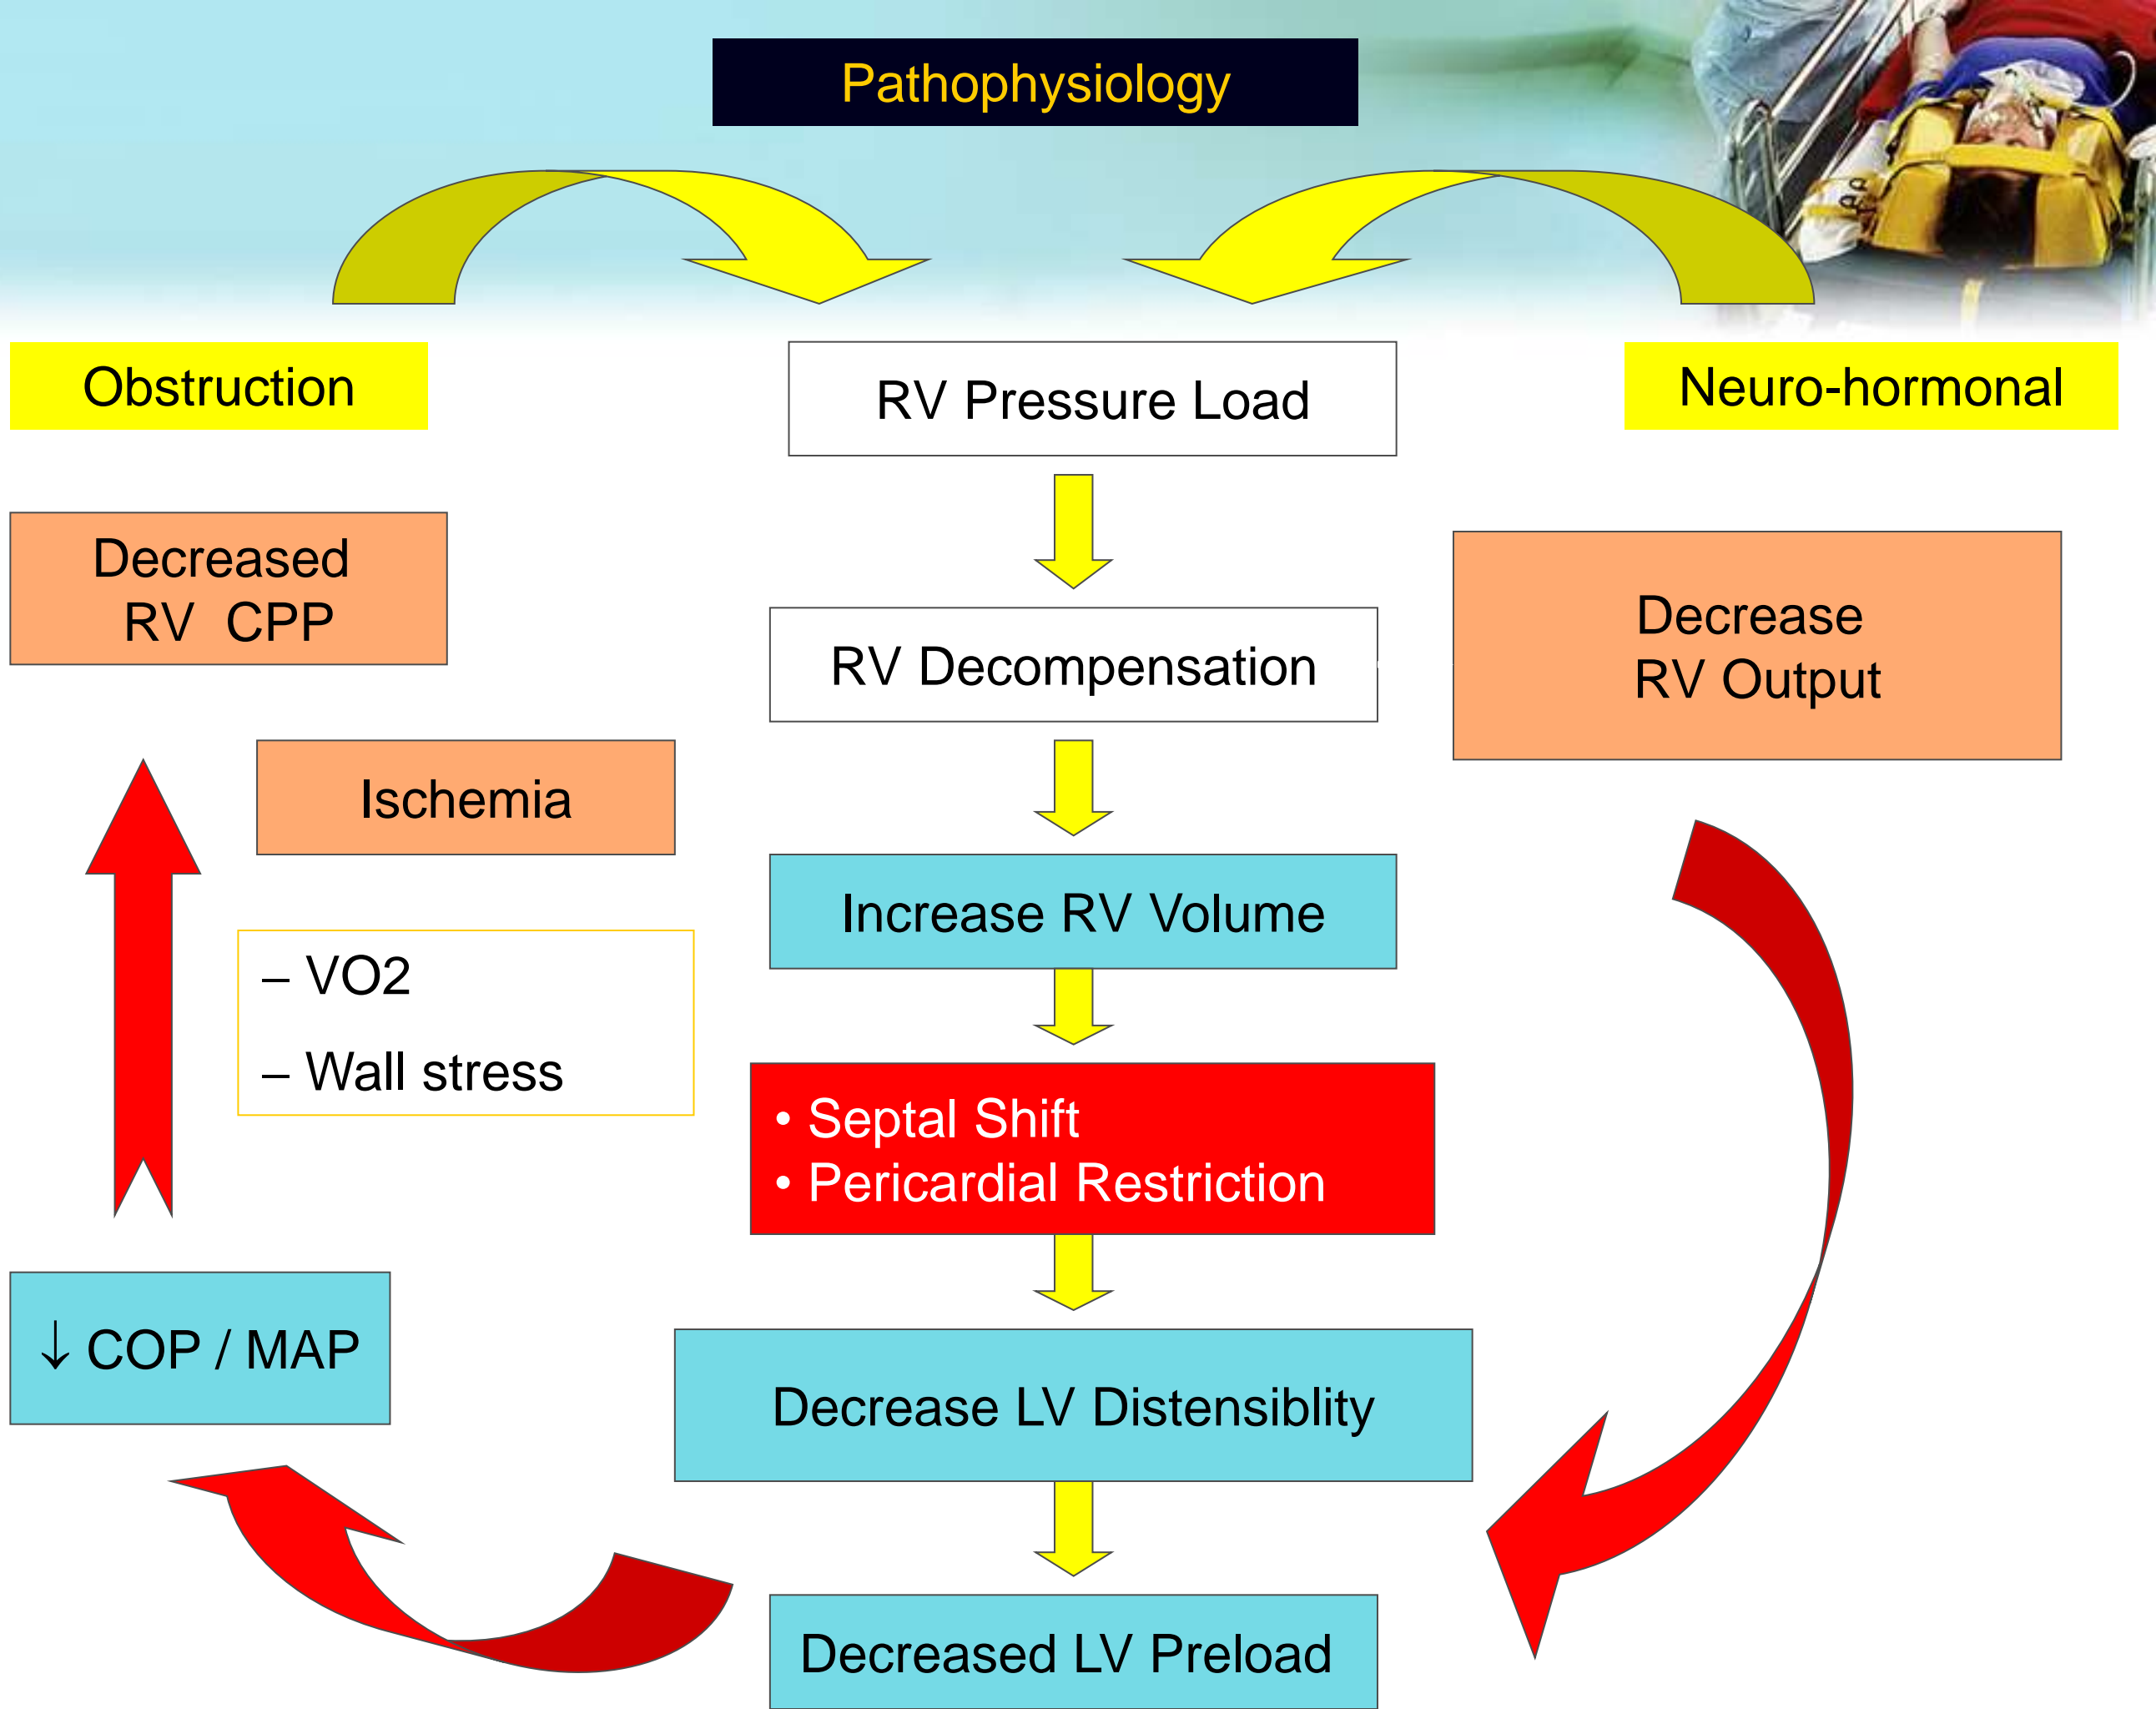 Pathophysiology
Obstruction
RV Pressure Load
Neuro-hormonal
Decreased
RV CPP
RV Decompensation
Decrease
RV Output
Ischemia
Increase RV Volume
– VO2
– Wall stress
• Septal Shift
• Pericardial Restriction
↓ COP / MAP
Decrease LV Distensiblity
Decreased LV Preload